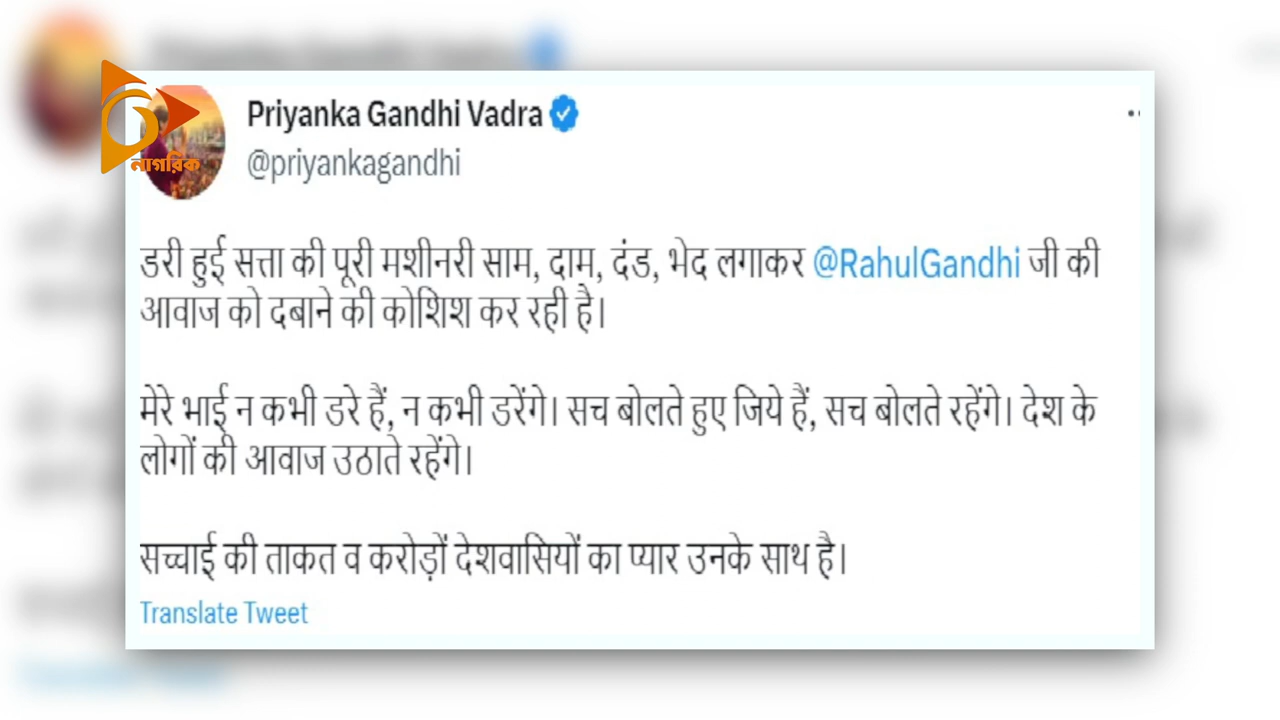 নাগরিক
Priyanka Gandhi Vadra
@priyankagandhi
डरी हुई सत्ता की पूरी मशीनरी साम, दाम, दंड, भेद लगाकर @RahulGandhi जी की
आवाज को दबाने की कोशिश कर रही है।
मेरे भाई न कभी डरे हैं, न कभी डरेंगे। सच बोलते हुए जिये हैं, सच बोलते रहेंगे। देश के
लोगों की आवाज उठाते रहेंगे।
सच्चाई की ताकत व करोड़ों देशवासियों का प्यार उनके साथ है।
Translate Tweet